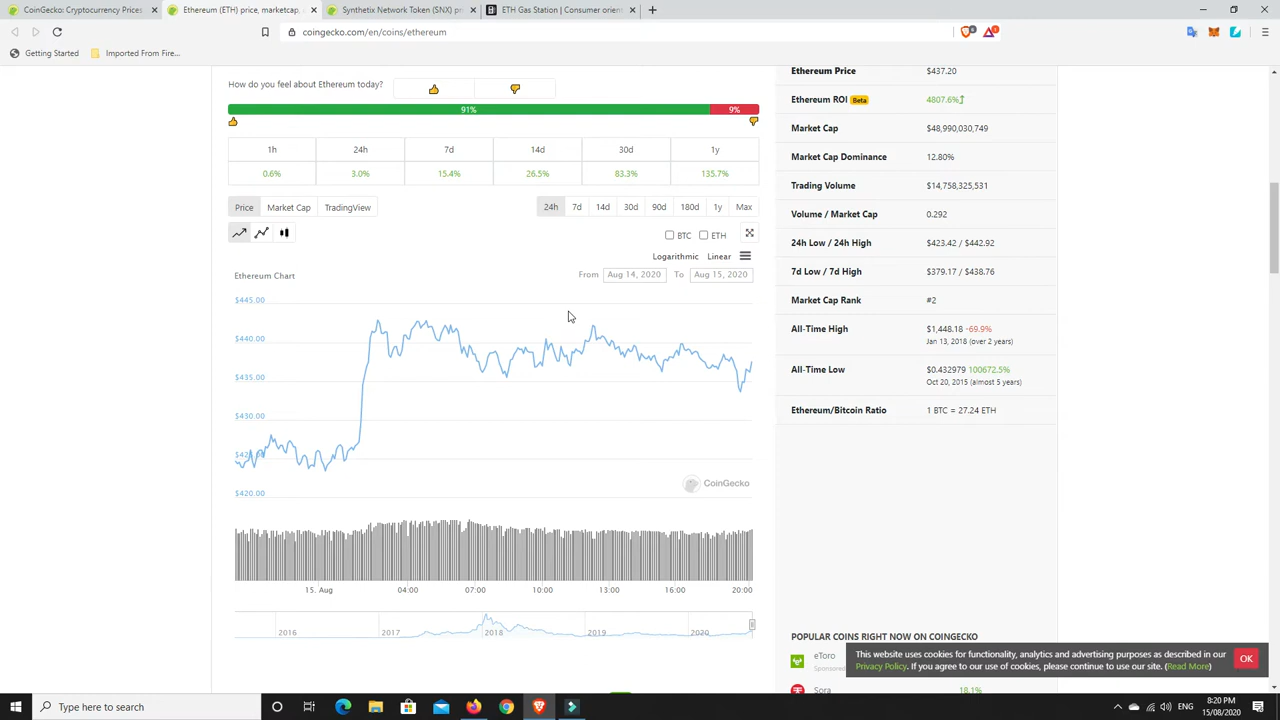 CoinGecko: Cryptocurrency Prices
Ethereum (ETH) price, marketcap,
Synthetix Network Token (SNX) pr
ETH Gas Station | Consumer orien
coingecko.com/en/coins/ethereum
Getting Started
Imported From Fire...
How do you feel about Ethereum today?
91%
9%
1h 24h 7d 14d 30d 1y
0.6% 3.0% 15.4% 26.5% 83.3% 135.7%
Price Market Cap TradingView
24h 7d 14d 30d 90d 180d 1y Max
BTC ETH
Logarithmic Linear
Ethereum Chart
From Aug 14, 2020 To Aug 15, 2020
$445.00
$440.00
$435.00
$430.00
$420.00
CoinGecko
15. Aug 04:00 07:00 10:00 13:00 16:00 20:00
2016 2017 2018 2019 2020
Ethereum Price $437.20
Ethereum ROI Beta 4807.6%
Market Cap $48,990,030,749
Market Cap Dominance 12.80%
Trading Volume $14,758,325,531
Volume / Market Cap 0.292
24h Low / 24h High $423.42 / $442.92
7d Low / 7d High $379.17 / $438.76
Market Cap Rank #2
All-Time High $1,448.18 -69.9%
Jan 13, 2018 (over 2 years)
All-Time Low $0.432979 100672.5%
Oct 20, 2015 (almost 5 years)
Ethereum/Bitcoin Ratio 1 BTC = 27.24 ETH
POPULAR COINS RIGHT NOW ON COINGECKO
eToro
Sponsored
Sora 18.1%
This website uses cookies for functionality, analytics and advertising purposes as described in our
Privacy Policy. If you agree to our use of cookies, please continue to use our site. (Read More)
OK
Type here to search
ENG
8:20 PM
15/08/2020